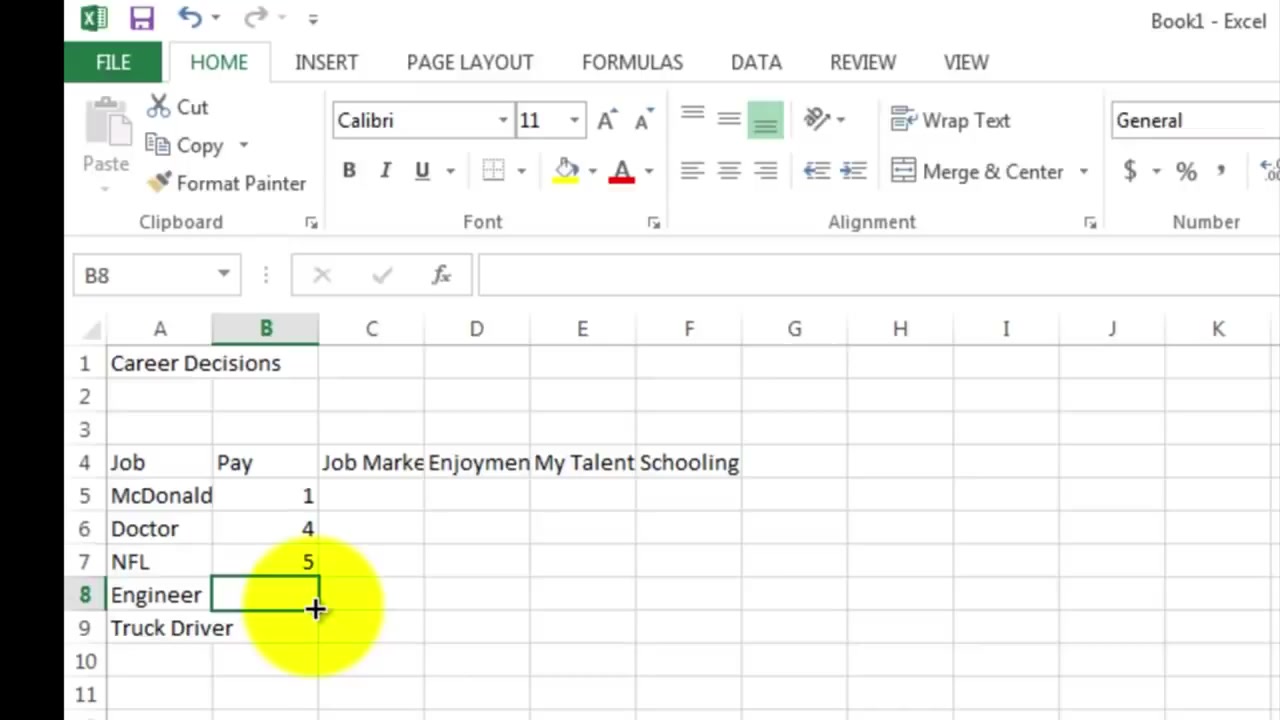 Book1 - Excel
FILE HOME INSERT PAGE LAYOUT FORMULAS DATA REVIEW VIEW
Paste
Cut
Copy
Format Painter
Clipboard
Calibri 11 A A
B I U A
Font
Wrap Text
Merge & Center
Alignment
General
$ % ,
Number
B8 fx
A B C D E F G H I J K
1 Career Decisions
2
3
4 Job Pay Job Marke Enjoymen My Talent Schooling
5 McDonald 1
6 Doctor 4
7 NFL 5
8 Engineer
9 Truck Driver
10
11